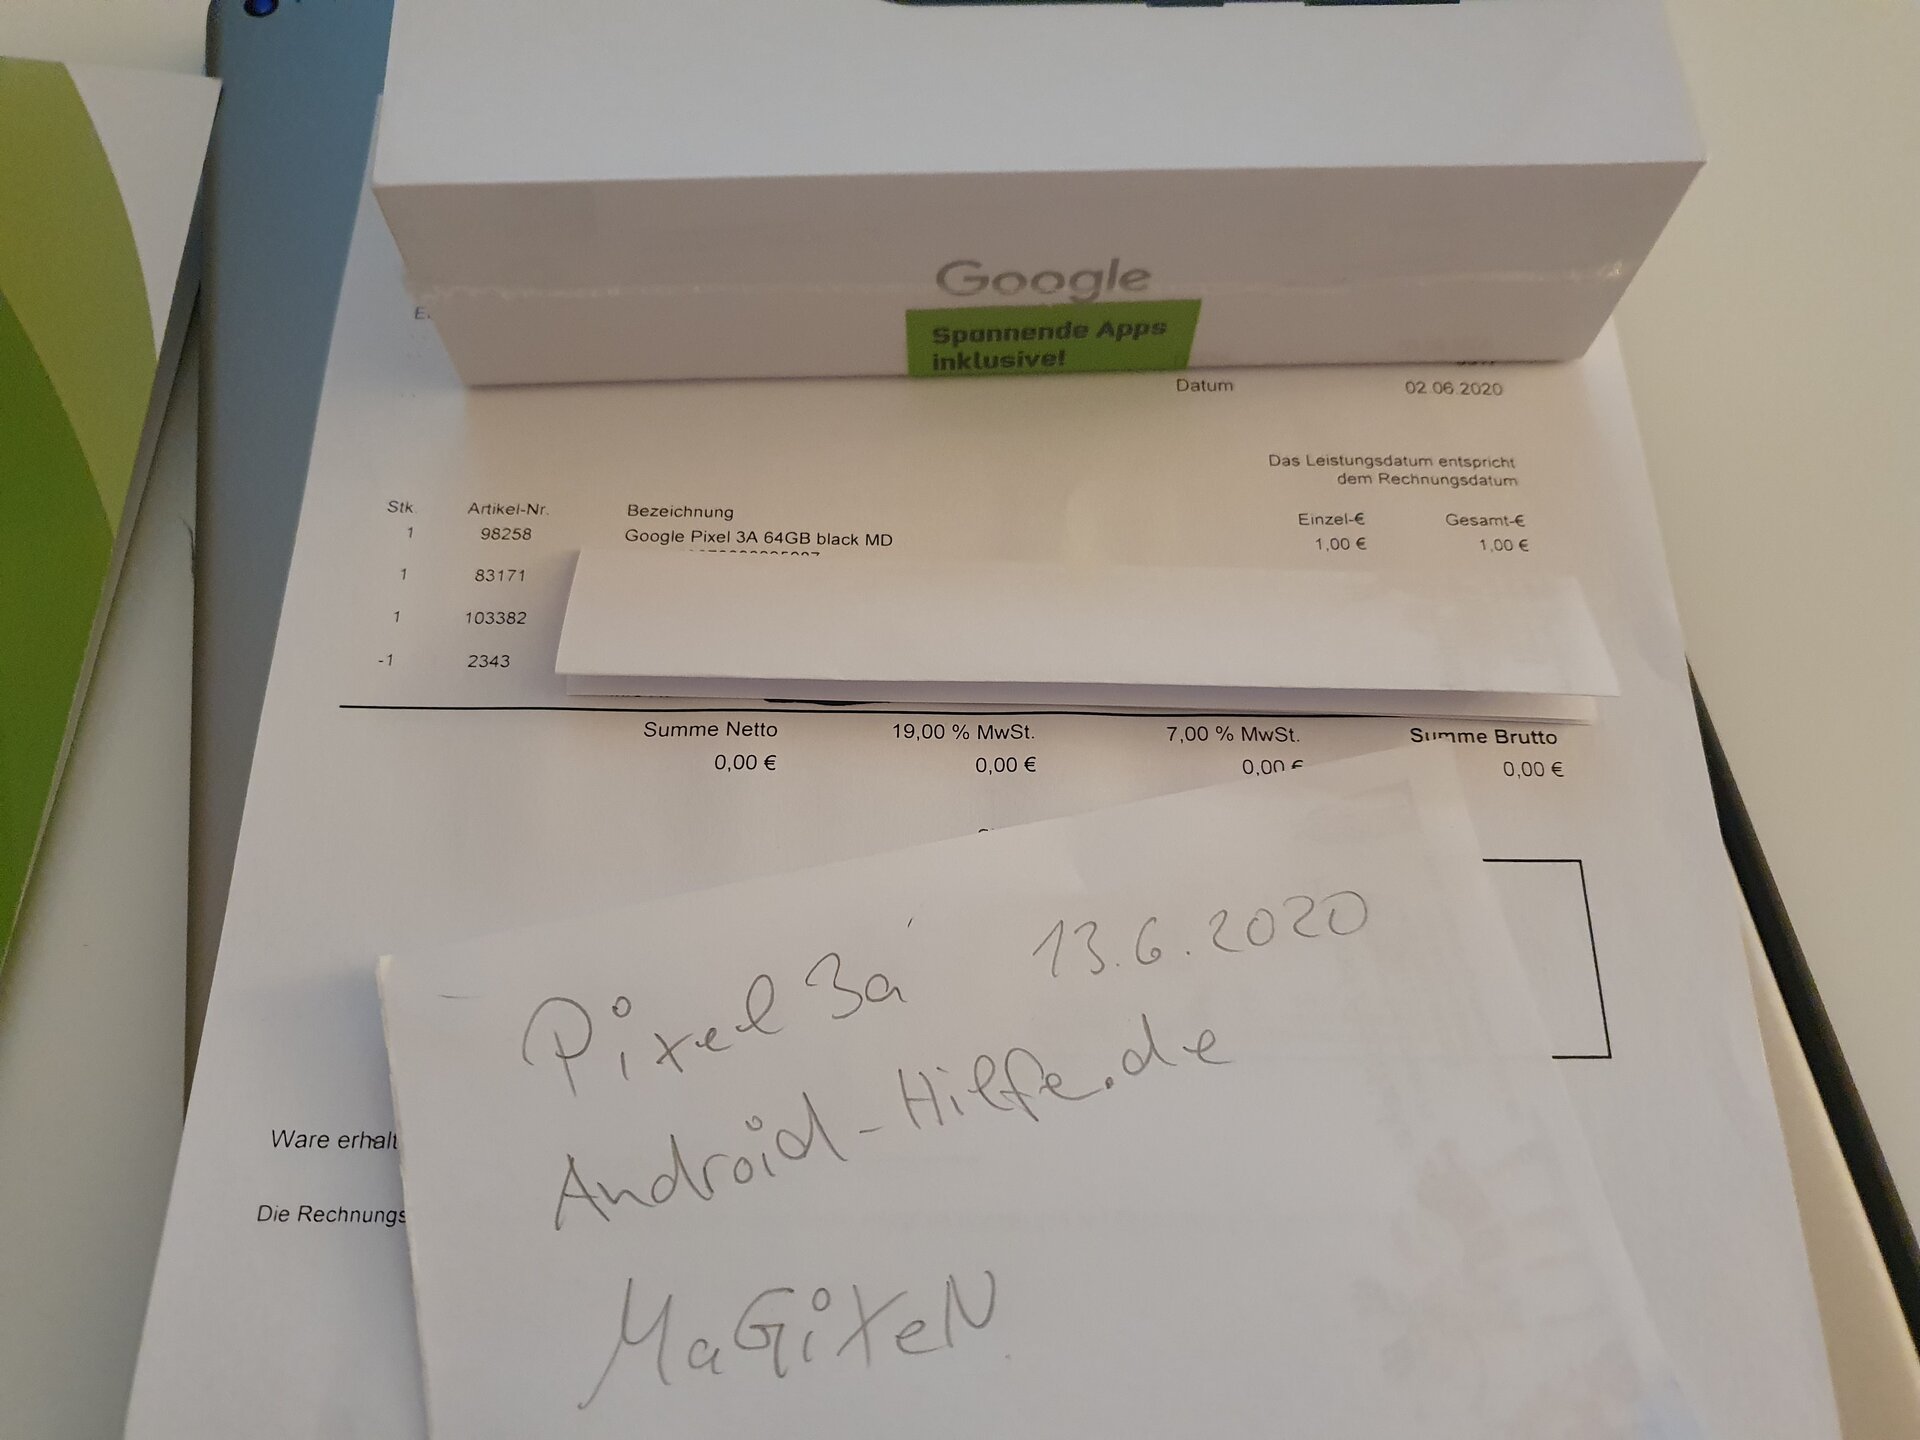 Google
Spannende Apps
inklusive!
Datum 02.06.2020
Das Leistungsdatum entspricht
dem Rechnungsdatum
Stk. Artikel-Nr. Bezeichnung Einzel-€ Gesamt-€
1 98258 Google Pixel 3A 64GB black MD 1,00 € 1,00 €
1 83171
1 103382
-1 2343
Summe Netto 19,00 % MwSt. 7,00 % MwSt. Summe Brutto
0,00 € 0,00 € 0,00 € 0,00 €
Pixel 3a 13.6.2020
Android-Hilfe.de
MaGiXeN
Ware erhalt
Die Rechnungs